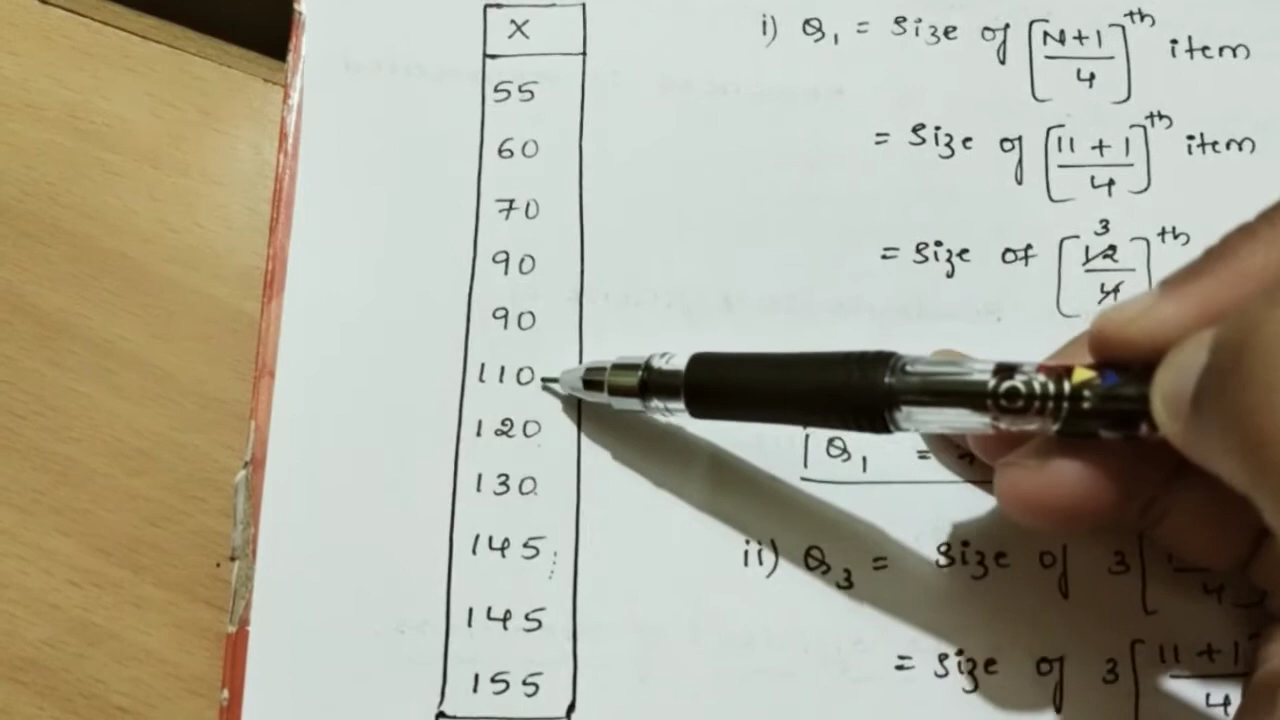 X
55
60
70
90
90
110
120
130
145
145
155
i) Q₁ = Size of [N+1/4]th item
= Size of [11+1/4]th item
= Size of [12/4]th
3
Q₁ =
ii) Q₃ = Size of 3[ 4
= Size of 3[11+1/4